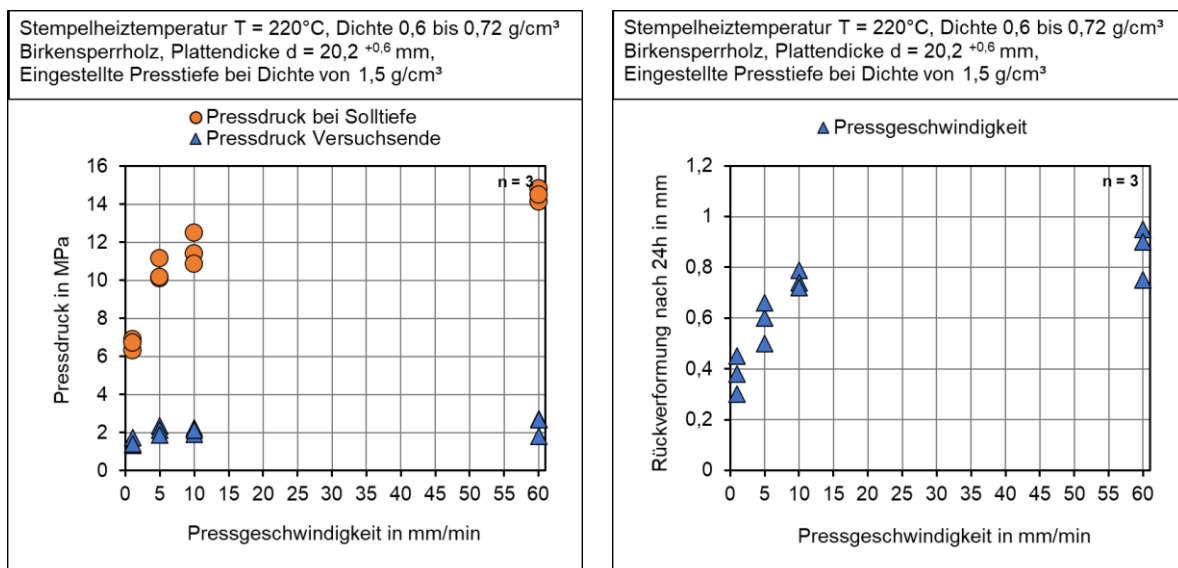 Stempelheiztemperatur T = 220°C, Dichte 0,6 bis 0,72 g/cm³
Birkensperrholz, Plattendicke d = 20,2 +0,6 mm,
Eingestellte Presstiefe bei Dichte von 1,5 g/cm³
Pressdruck bei Solltiefe
Pressdruck Versuchsende
n = 3
Pressdruck in MPa
16
14
12
10
8
6
4
2
0
0 5 10 15 20 25 30 35 40 45 50 55 60
Pressgeschwindigkeit in mm/min
Stempelheiztemperatur T = 220°C, Dichte 0,6 bis 0,72 g/cm³
Birkensperrholz, Plattendicke d = 20,2 +0,6 mm,
Eingestellte Presstiefe bei Dichte von 1,5 g/cm³
Pressgeschwindigkeit
n = 3
Rückverformung nach 24h in mm
1,2
1
0,8
0,6
0,4
0,2
0
0 5 10 15 20 25 30 35 40 45 50 55 60
Pressgeschwindigkeit in mm/min